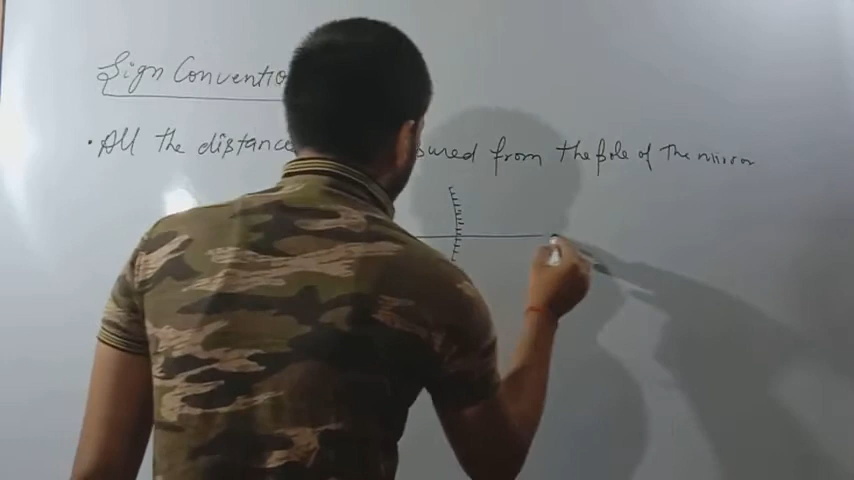 Sign Conventio
• All the distance sured from the pole of The mirror